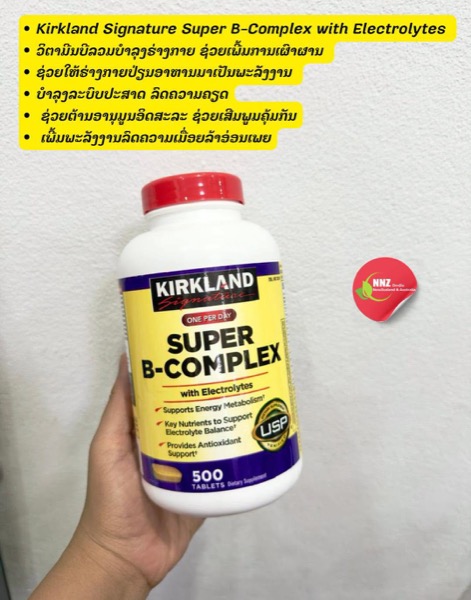 • Kirkland Signature Super B-Complex with Electrolytes
• ວິຕາມິນບີລວມບຳລຸງຮ່າງກາຍ ຊ່ວຍເພີ້ມການເຜົາຜານ
• ຊ່ວຍໃຫ້ຮ່າງກາຍປ່ຽນອາຫານມາເປັນພະລັງງານ
• ບຳລຸງລະບົບປະສາດ ລົດຄວາມຄຽດ
• ຊ່ວຍຕ້ານອານຸມູນອິດສະລະ ຊ່ວຍເສີມພູມຄຸ້ມກັນ
• ເພີ້ມພະລັງງານລົດຄວາມເມື່ອຍລ້າອ່ອນເພຍ
NNZ
KIRKLAND
Signature
ONE PER DAY
SUPER
B-COMPLEX
with Electrolytes
Supports Energy Metabolism†
Key Nutrients to Support
Electrolyte Balance†
Provides Antioxidant
Support†
USP
500
TABLETS Dietary Supplement